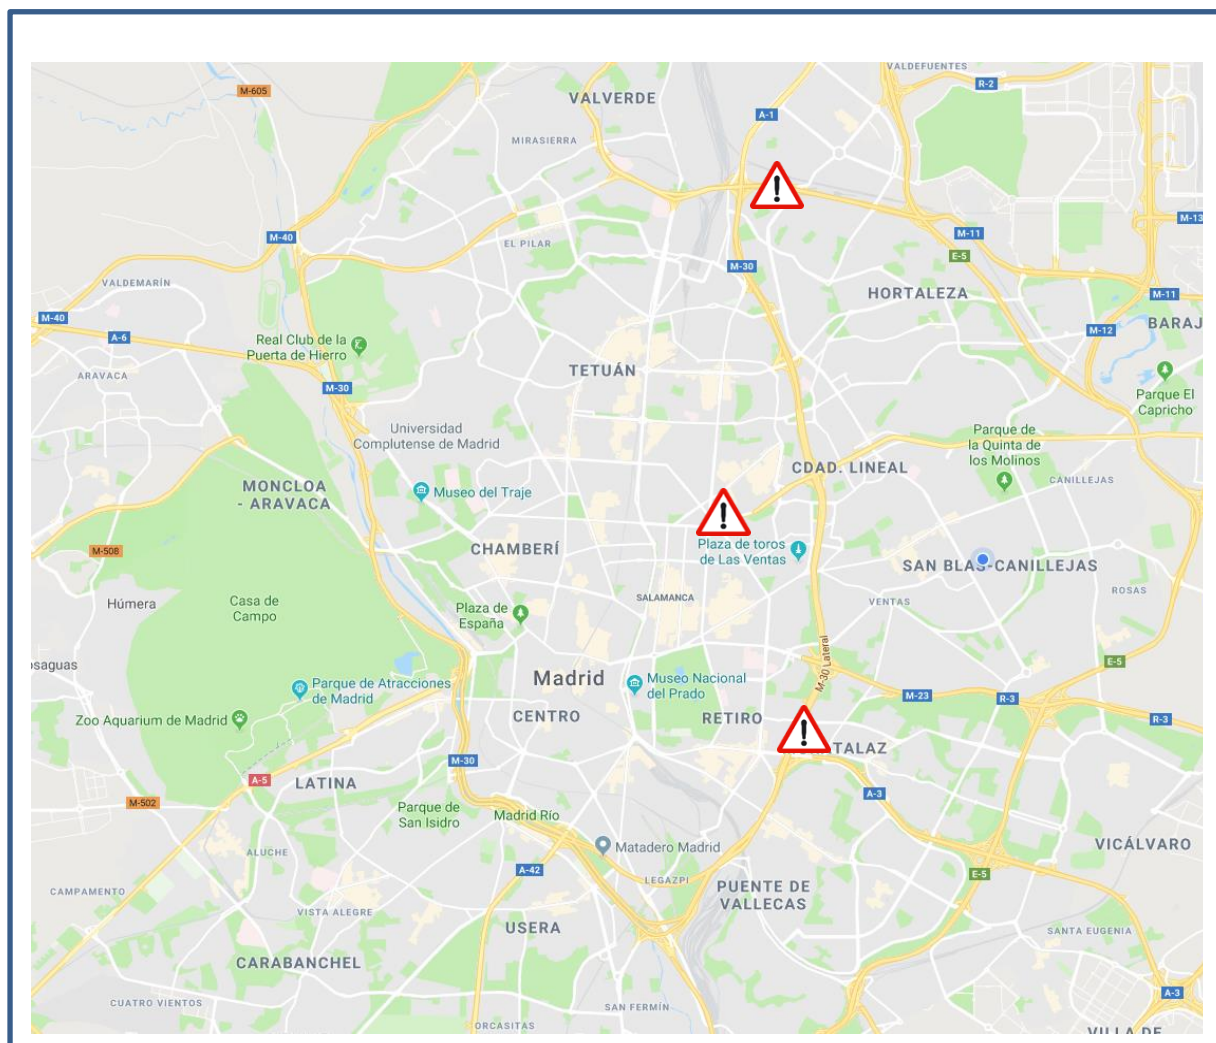 VALDEFUENTES
M-605
R-2
VALVERDE
A-1
MIRASIERRA
M-13
M-40
EL PILAR
M-11
E-5
M-30
VALDEMARÍN
HORTALEZA
M-11
M-40
BARAJ
A-6
M-12
Real Club de la
Puerta de Hierro
TETUÁN
ARAVACA
M-30
Parque El
Capricho
Universidad
Complutense de Madrid
Parque de
la Quinta de
los Molinos
CDAD. LINEAL
CANILLEJAS
MONCLOA
- ARAVACA
Museo del Traje
M-508
CHAMBERÍ
Plaza de toros
de Las Ventas
SAN BLAS-CANILLEJAS
ROSAS
Húmera
Casa de
Campo
Plaza de
España
SALAMANCA
VENTAS
osaguas
M-30 Lateral
E-5
Madrid
Museo Nacional
del Prado
Parque de Atracciones
de Madrid
M-23
R-3
R-3
Zoo Aquarium de Madrid
CENTRO
RETIRO
TALAZ
M-30
A-5
LATINA
A-3
M-502
Parque de
San Isidro
Madrid Río
Matadero Madrid
VICÁLVARO
ALUCHE
A-42
LEGAZPI
E-5
CAMPAMENTO
PUENTE DE
VALLECAS
VISTA ALEGRE
USERA
SANTA EUGENIA
CARABANCHEL
A-3
CUATRO VIENTOS
SAN FERMÍN
ORCASITAS
VILLA DE